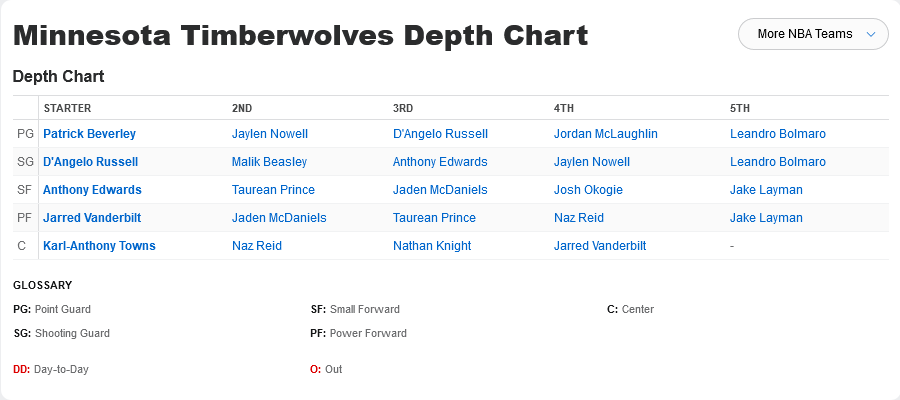 Minnesota Timberwolves Depth Chart
More NBA Teams
Depth Chart
STARTER 2ND 3RD 4TH 5TH
PG Patrick Beverley Jaylen Nowell D'Angelo Russell Jordan McLaughlin Leandro Bolmaro
SG D'Angelo Russell Malik Beasley Anthony Edwards Jaylen Nowell Leandro Bolmaro
SF Anthony Edwards Taurean Prince Jaden McDaniels Josh Okogie Jake Layman
PF Jarred Vanderbilt Jaden McDaniels Taurean Prince Naz Reid Jake Layman
C Karl-Anthony Towns Naz Reid Nathan Knight Jarred Vanderbilt -
GLOSSARY
PG: Point Guard SF: Small Forward C: Center
SG: Shooting Guard PF: Power Forward
DD: Day-to-Day O: Out